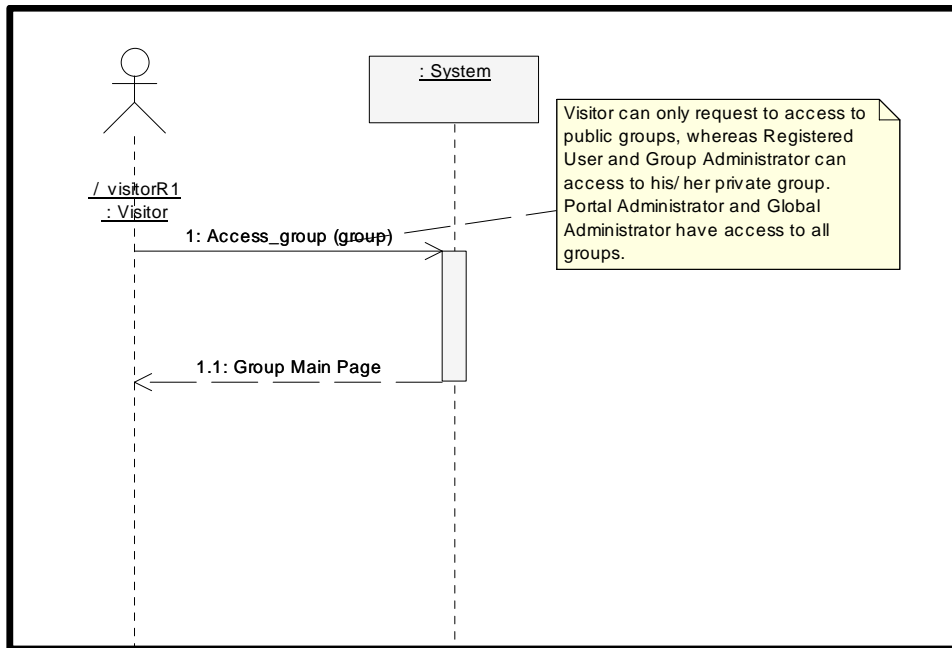 : System
Visitor can only request to access to
public groups, whereas Registered
User and Group Administrator can
access to his/ her private group.
Portal Administrator and Global
Administrator have access to all
groups.
/ visitorR1
: Visitor
1: Access_group (group)
1.1: Group Main Page